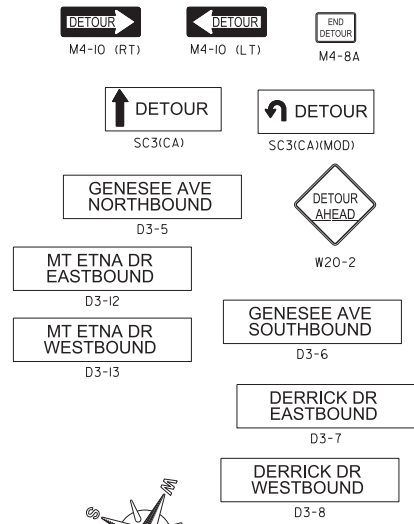 DETOUR
DETOUR
END
DETOUR
M4-10 (RT)
M4-10 (LT)
M4-8A
DETOUR
DETOUR
SC3(CA)
SC3(CA)(MOD)
GENESEE AVE
NORTHBOUND
D3-5
DETOUR
AHEAD
W20-2
MT ETNA DR
EASTBOUND
D3-12
MT ETNA DR
WESTBOUND
D3-13
GENESEE AVE
SOUTHBOUND
D3-6
DERRICK DR
EASTBOUND
D3-7
DERRICK DR
WESTBOUND
D3-8
S
W